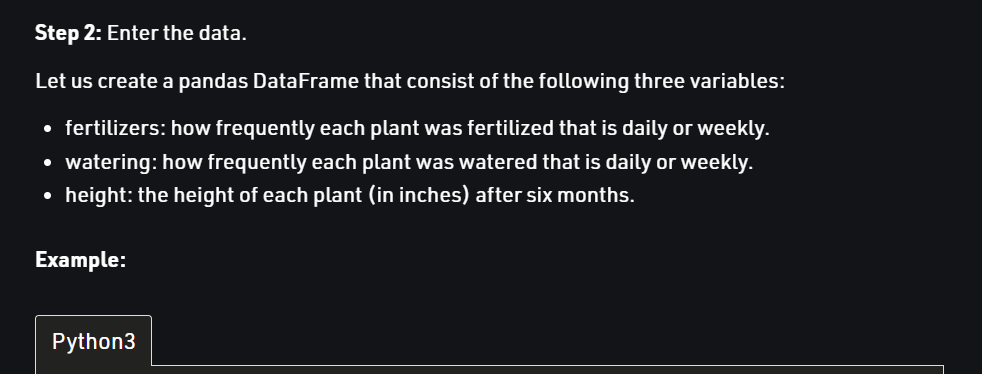 Step 2: Enter the data.
Let us create a pandas DataFrame that consist of the following three variables:
• fertilizers: how frequently each plant was fertilized that is daily or weekly.
• watering: how frequently each plant was watered that is daily or weekly.
• height: the height of each plant (in inches) after six months.
Example:
Python3